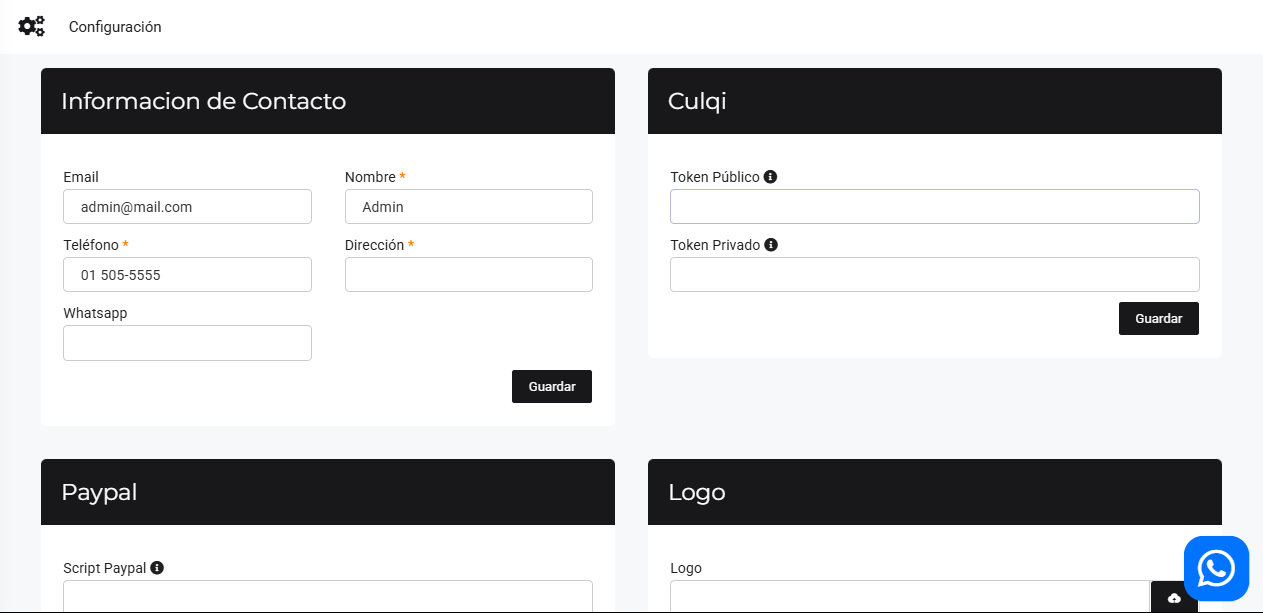 Configuración
Informacion de Contacto
Email
Nombre *
admin@mail.com
Admin
Teléfono *
Dirección *
01 505-5555
Whatsapp
Guardar
Culqi
Token Público
Token Privado
Guardar
Paypal
Script Paypal
Logo
Logo